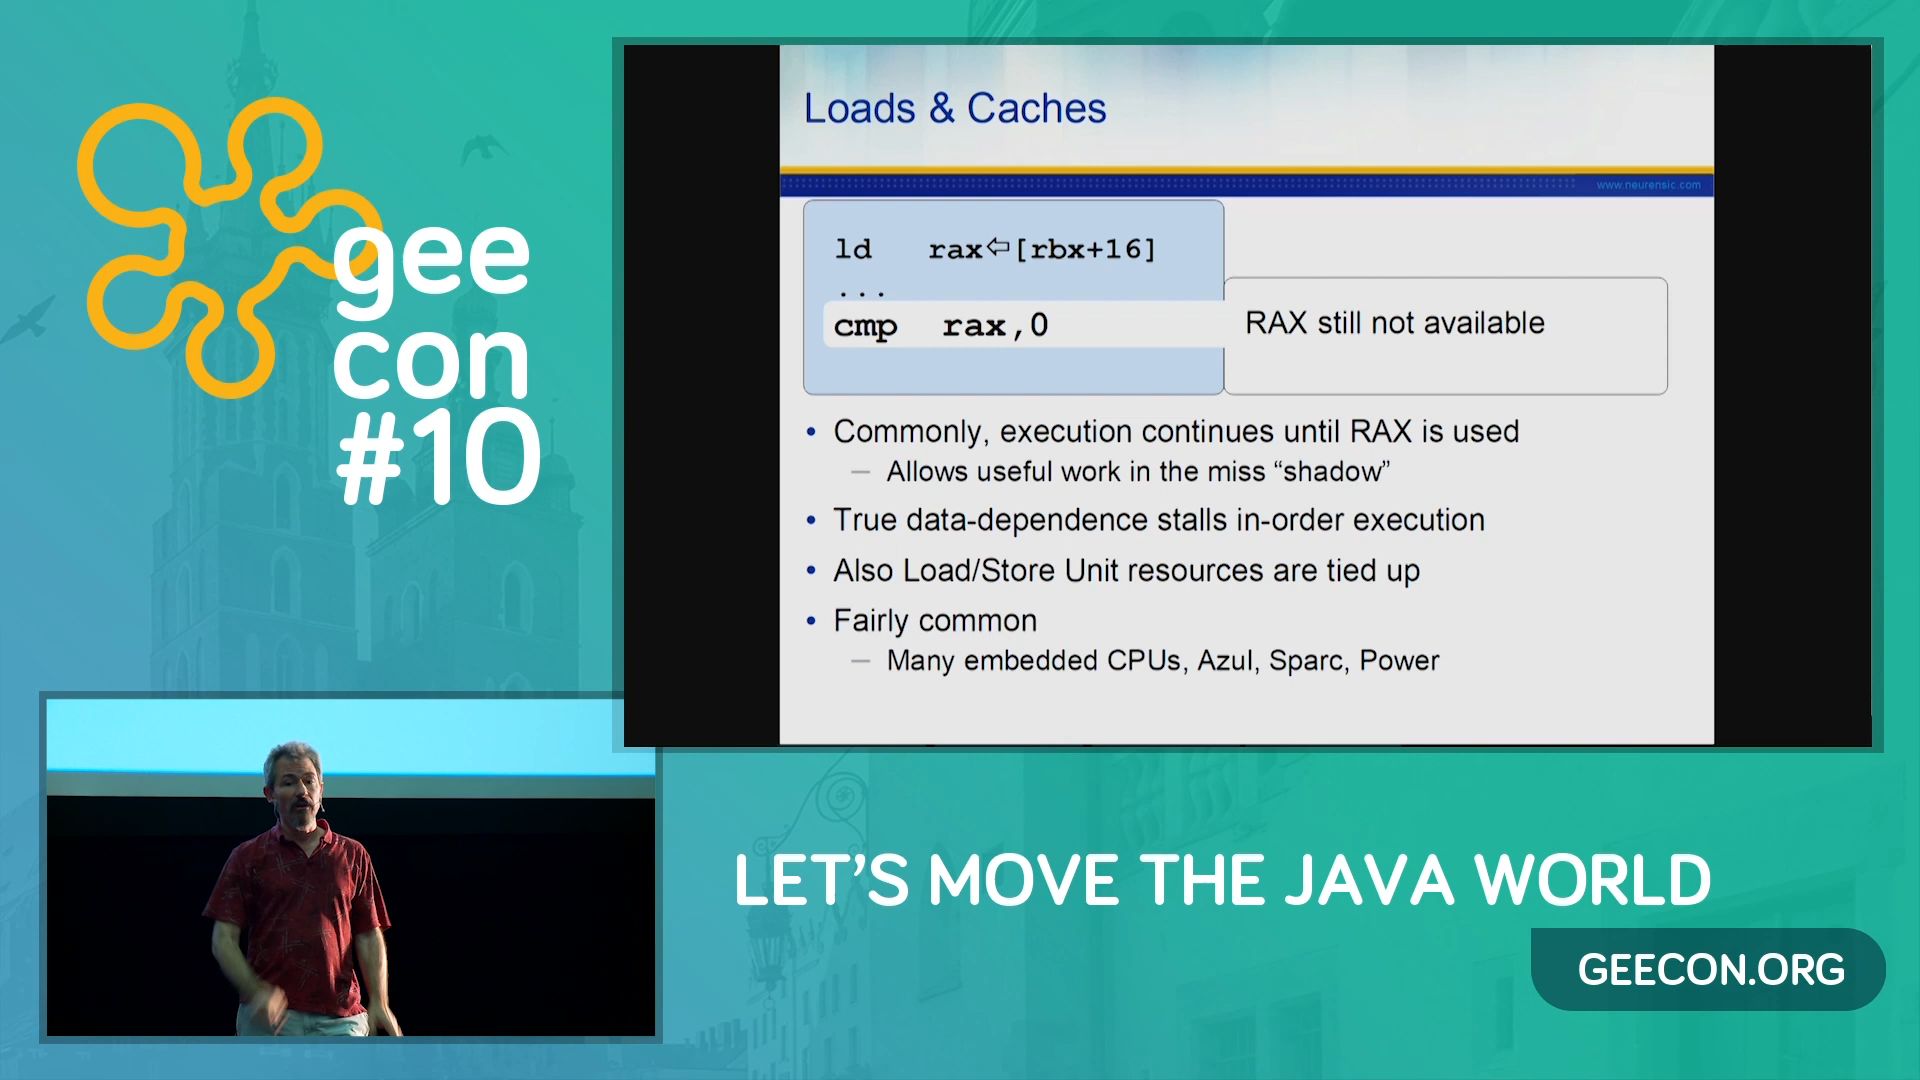 gee
con
#10
Loads & Caches
www.neurensic.com
ld rax⇦[rbx+16]
...
cmp rax,0
RAX still not available
• Commonly, execution continues until RAX is used
– Allows useful work in the miss “shadow”
• True data-dependence stalls in-order execution
• Also Load/Store Unit resources are tied up
• Fairly common
– Many embedded CPUs, Azul, Sparc, Power
LET’S MOVE THE JAVA WORLD
GEECON.ORG